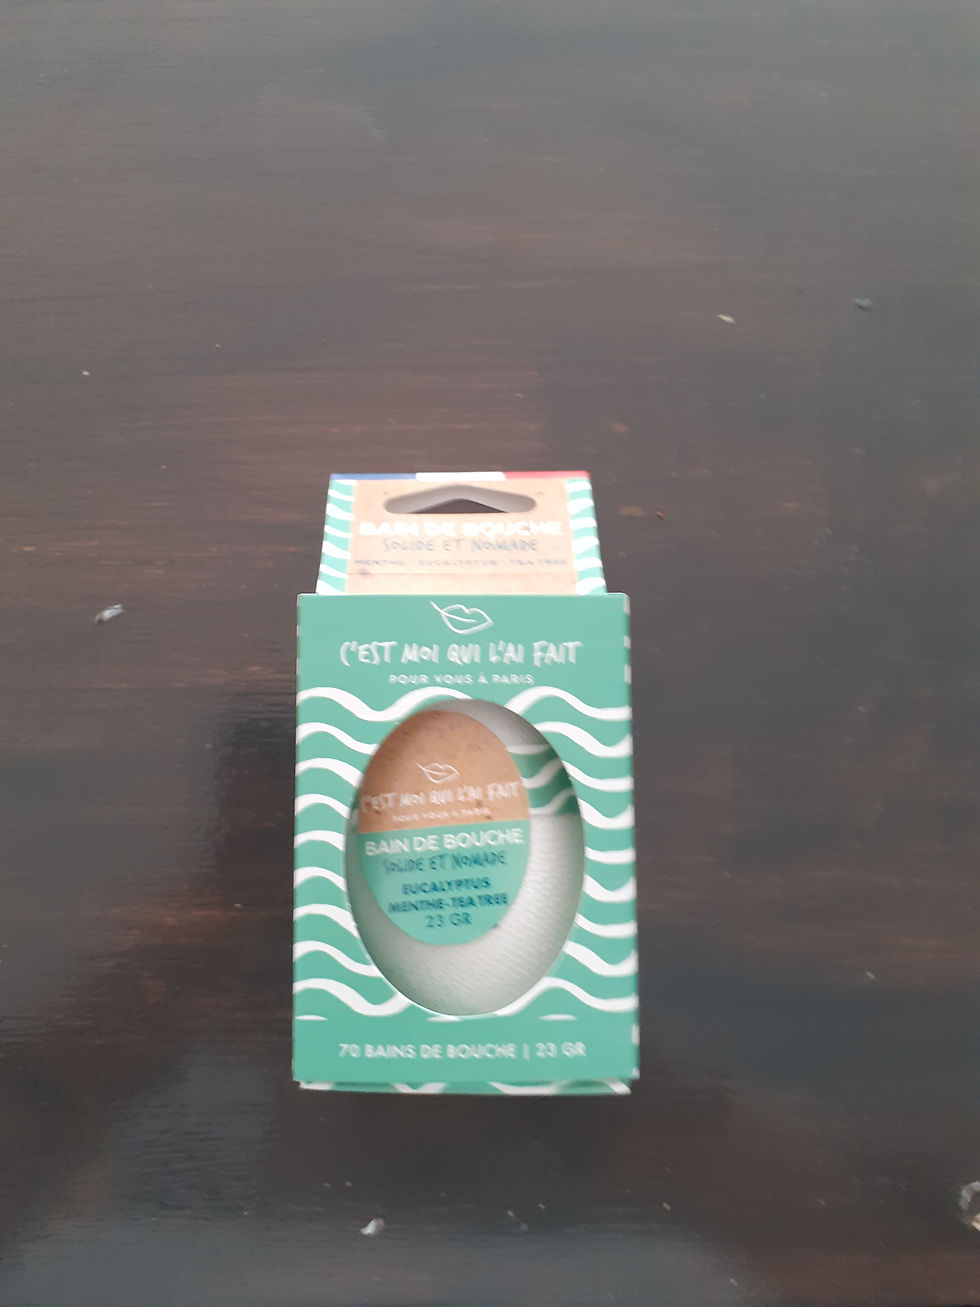 BAIN DE BOUCHE
SOLIDE ET NOMADE
MENTHE - EUCALYPTUS - TEA TREE
C'EST MOI QUI L'AI FAIT
POUR VOUS À PARIS
C'EST MOI QUI L'AI FAIT
POUR VOUS À PARIS
BAIN DE BOUCHE
SOLIDE ET NOMADE
EUCALYPTUS
MENTHE-TEA TREE
23 GR
70 BAINS DE BOUCHE | 23 GR